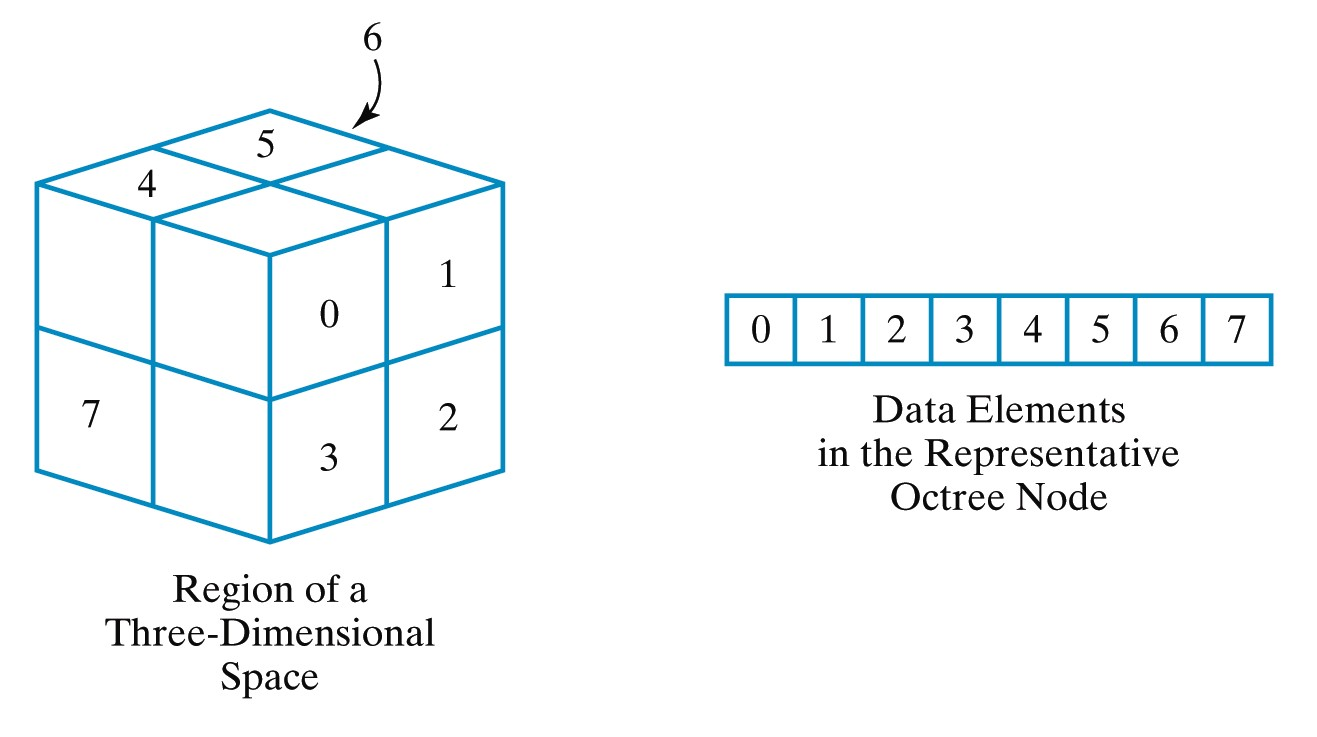 6
5
4
1
0
7
2
3
Region of a
Three-Dimensional
Space
0 1 2 3 4 5 6 7
Data Elements
in the Representative
Octree Node